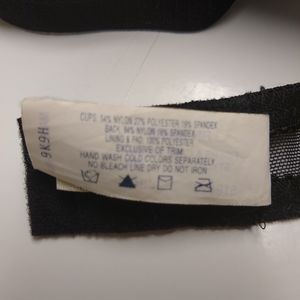 CUPS: 54% NYLON 27% POLYESTER 19% SPANDEX
BACK: 84% NYLON 16% SPANDEX
LINING & PAD: 100% POLYESTER
EXCLUSIVE OF TRIM
HAND WASH COLD COLORS SEPARATELY
NO BLEACH LINE DRY DO NOT IRON
9K9H